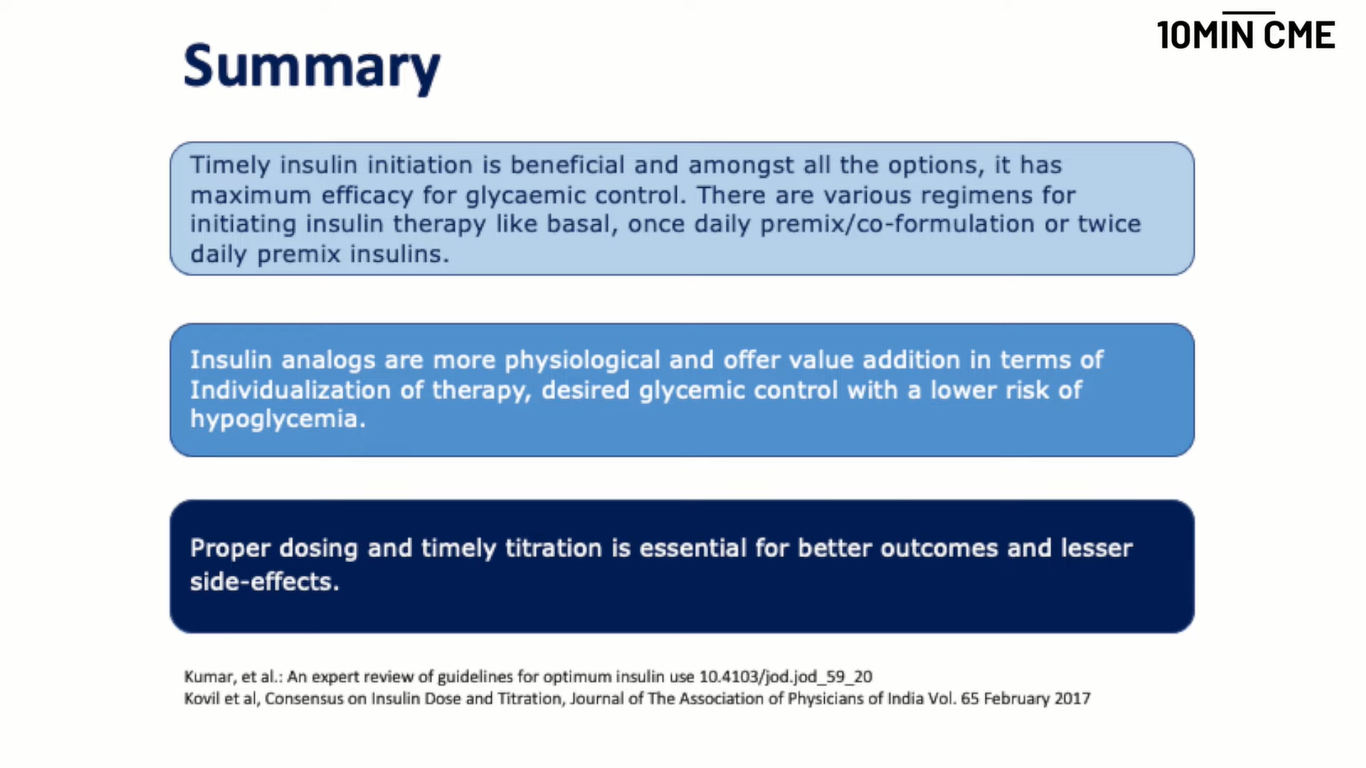 10MIN CME
Summary
Timely insulin initiation is beneficial and amongst all the options, it has
maximum efficacy for glycaemic control. There are various regimens for
initiating insulin therapy like basal, once daily premix/co-formulation or twice
daily premix insulins.
Insulin analogs are more physiological and offer value addition in terms of
Individualization of therapy, desired glycemic control with a lower risk of
hypoglycemia.
Proper dosing and timely titration is essential for better outcomes and lesser
side-effects.
Kumar, et al.: An expert review of guidelines for optimum insulin use 10.4103/jod.jod_59_20
Kovil et al, Consensus on Insulin Dose and Titration, Journal of The Association of Physicians of India Vol. 65 February 2017